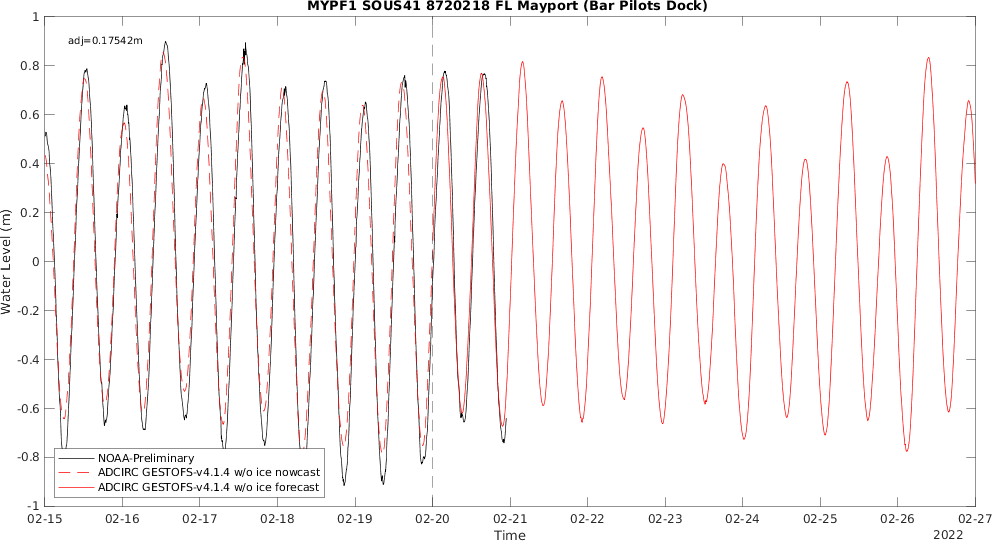 MYPF1 SOUS41 8720218 FL Mayport (Bar Pilots Dock)
adj=0.17542m
Water Level (m)
1
0.8
0.6
0.4
0.2
0
-0.2
-0.4
-0.6
-0.8
-1
NOAA-Preliminary
ADCIRC GESTOFS-v4.1.4 w/o ice nowcast
ADCIRC GESTOFS-v4.1.4 w/o ice forecast
02-15 02-16 02-17 02-18 02-19 02-20 02-21 02-22 02-23 02-24 02-25 02-26 02-27
Time
2022